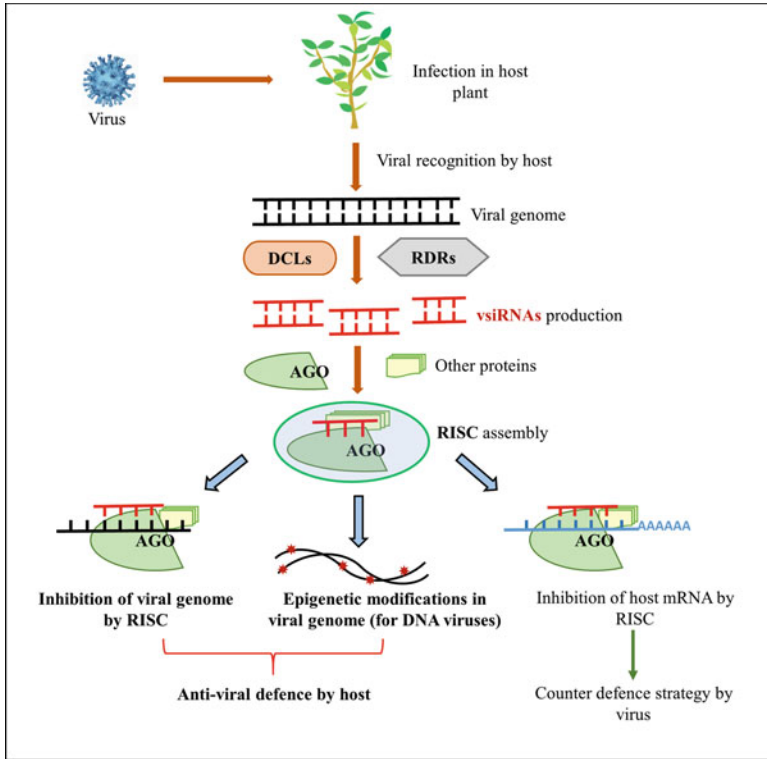 Virus
Infection in host
plant
Viral recognition by host
Viral genome
DCLs
RDRs
vsiRNAs production
AGO
Other proteins
AGO
RISC assembly
AGO
AGO
AAAAAA
Inhibition of viral genome
by RISC
Epigenetic modifications in
viral genome (for DNA viruses)
Inhibition of host mRNA by
RISC
Anti-viral defence by host
Counter defence strategy by
virus